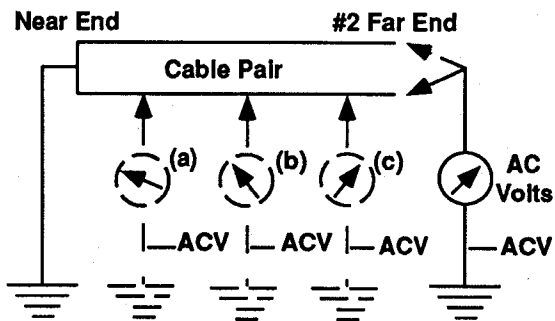 Near End
#2 Far End
Cable Pair
(a)
(b)
(c)
AC
Volts
ACV
ACV
ACV
ACV